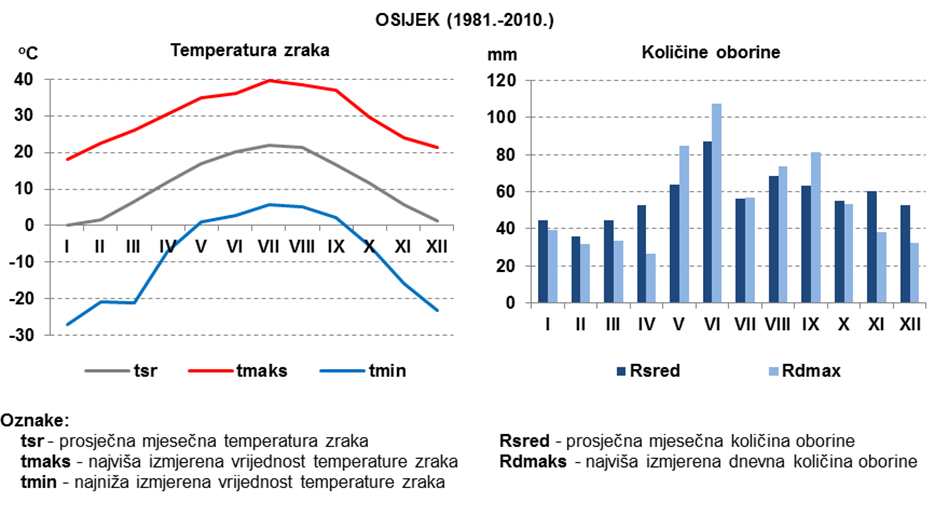 OSIJEK (1981.-2010.)
Temperatura zraka
ºC
40
30
20
10
0
-10
-20
-30
I II III IV V VI VII VIII IX X XI XII
tsr tmaks tmin
Količine oborine
mm
120
100
80
60
40
20
0
I II III IV V VI VII VIII IX X XI XII
Rsred Rdmax
Oznake:
tsr - prosječna mjesečna temperatura zraka
tmaks - najviša izmjerena vrijednost temperature zraka
tmin - najniža izmjerena vrijednost temperature zraka
Rsred - prosječna mjesečna količina oborine
Rdmaks - najviša izmjerena dnevna količina oborine